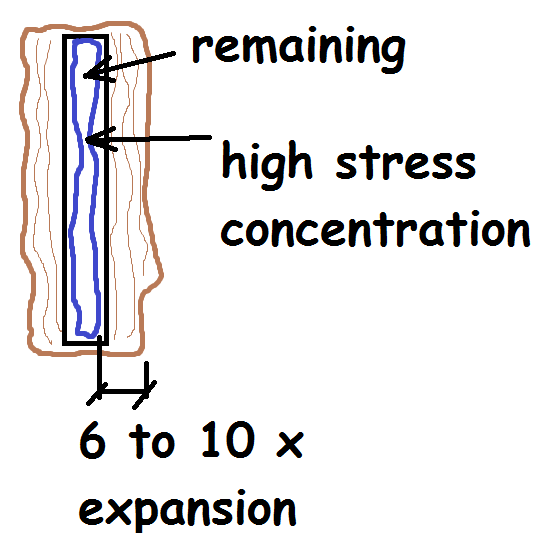 remaining
high stress
concentration
6 to 10 x
expansion